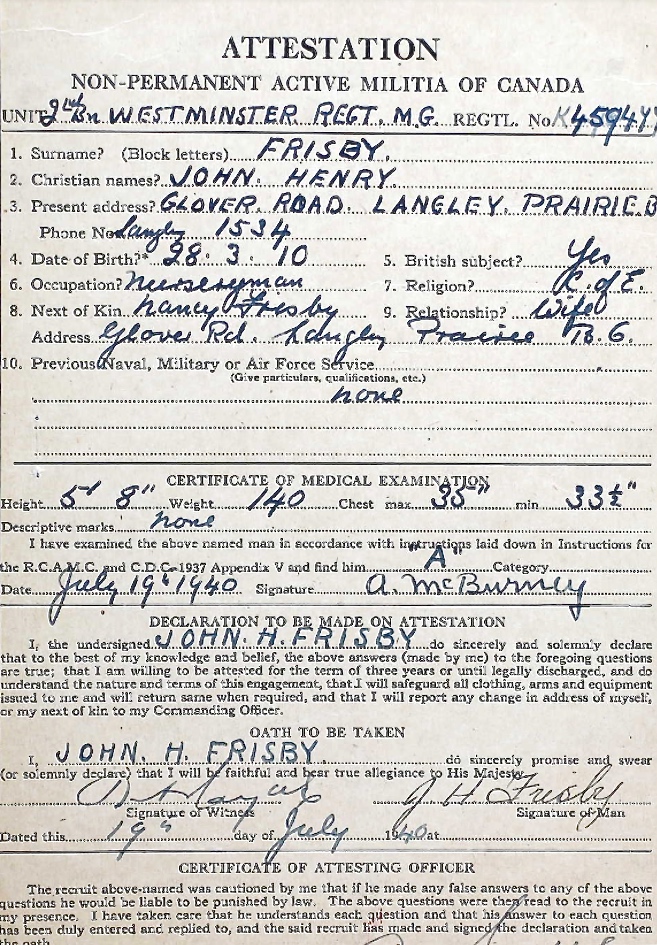 ATTESTATION
NON-PERMANENT ACTIVE MILITIA OF CANADA
UNIT 2nd Bn WESTMINSTER REGT. M.G. REGTL. No K45944
1. Surname? (Block letters) FRISBY.
2. Christian names? JOHN. HENRY.
3. Present address? GLOVER. ROAD. LANGLEY. PRAIRIE. B
Phone No Langley 1534
4. Date of Birth?* 28. 3. 10 5. British subject? Yes
6. Occupation? Nurseryman 7. Religion? C. of E.
8. Next of Kin Nancy Frisby 9. Relationship? Wife
Address Glover Rd. Langley Prairie B.C.
10. Previous Naval, Military or Air Force Service
(Give particulars, qualifications, etc.)
none
CERTIFICATE OF MEDICAL EXAMINATION
Height 5' 8" Weight 140 Chest max 35" min 33½"
Descriptive marks none
I have examined the above named man in accordance with instructions laid down in Instructions for
the R.C.A.M.C. and C.D.C. 1937 Appendix V and find him "A" Category
Date July 19th 1940 Signature A. McBurney
DECLARATION TO BE MADE ON ATTESTATION
I, the undersigned JOHN. H. FRISBY do sincerely and solemnly declare
that to the best of my knowledge and belief, the above answers (made by me) to the foregoing questions
are true; that I am willing to be attested for the term of three years or until legally discharged, and do
understand the nature and terms of this engagement, that I will safeguard all clothing, arms and equipment
issued to me and will return same when required, and that I will report any change in address of myself,
or my next of kin to my Commanding Officer.
OATH TO BE TAKEN
I, JOHN. H. FRISBY. do sincerely promise and swear
(or solemnly declare) that I will be faithful and bear true allegiance to His Majesty
J H Frisby
Signature of Witness Signature of Man
Dated this 19th day of July 1940 at
CERTIFICATE OF ATTESTING OFFICER
The recruit above-named was cautioned by me that if he made any false answers to any of the above
questions he would be liable to be punished by law. The above questions were then read to the recruit in
my presence. I have taken care that he understands each question and that his answer to each question
has been duly entered and replied to, and the said recruit has made and signed the declaration and taken
the oath